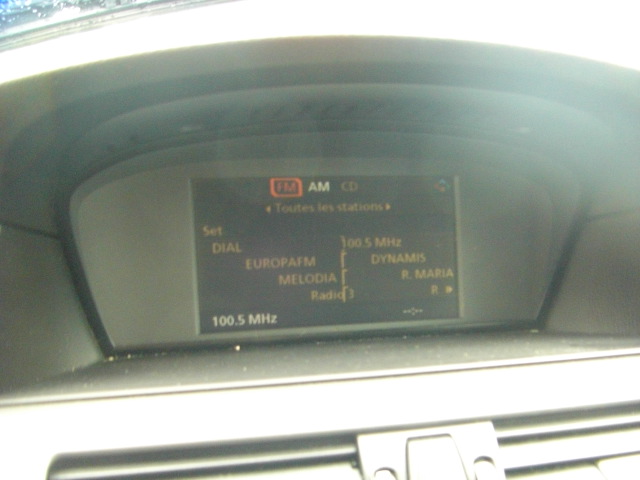 FM AM CD
Toutes les stations
Set
DIAL 100.5 MHz
EUROPAFM DYNAMIS
MELODIA R. MARIA
Radio 3 R
100.5 MHz --:--